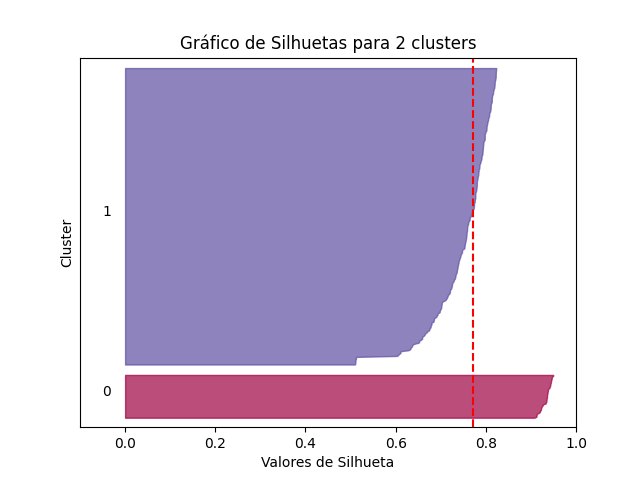 Gráfico de Silhuetas para 2 clusters
Cluster
1
0
0.0 0.2 0.4 0.6 0.8 1.0
Valores de Silhueta